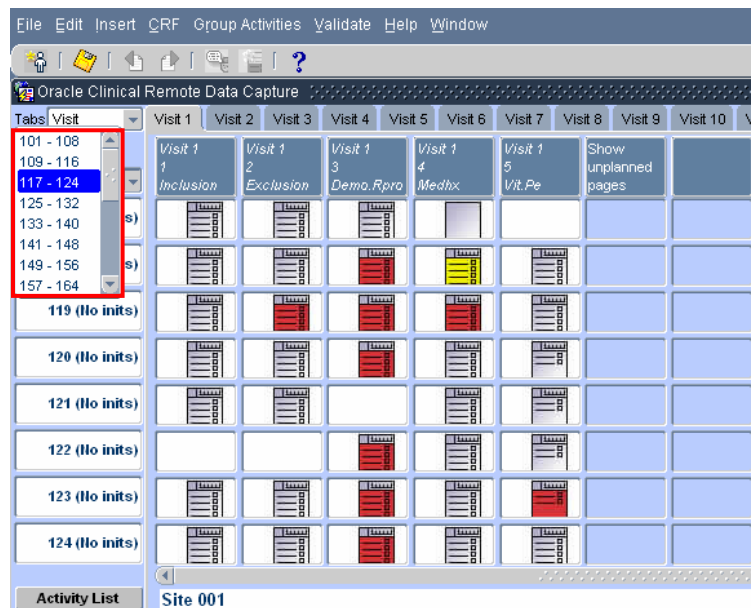 File Edit Insert CRF Group Activities Validate Help Window
?
Oracle Clinical Remote Data Capture
Tabs Visit Visit 1 Visit 2 Visit 3 Visit 4 Visit 5 Visit 6 Visit 7 Visit 8 Visit 9 Visit 10
101 - 108
109 - 116
117 - 124
125 - 132
133 - 140
141 - 148
149 - 156
157 - 164
Visit 1 Visit 1 Visit 1 Visit 1 Visit 1 Show
1 2 3 4 5 unplanned
Inclusion Exclusion Demo.Rpro Medhx Vit.Pe pages
s)
s)
119 (No inits)
120 (No inits)
121 (No inits)
122 (No inits)
123 (No inits)
124 (No inits)
Activity List Site 001